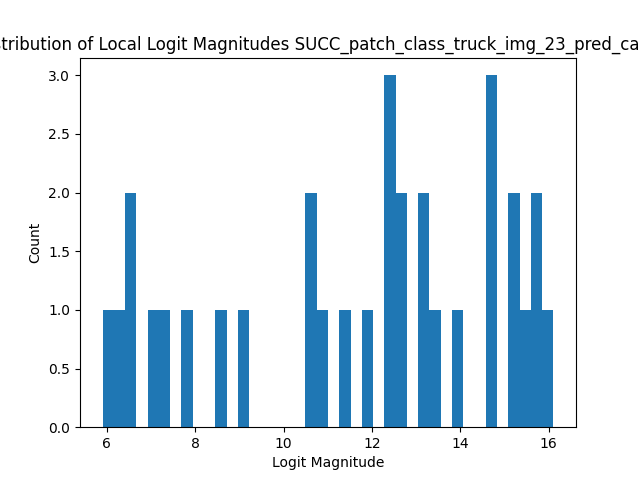 tribution of Local Logit Magnitudes SUCC_patch_class_truck_img_23_pred_ca
3.0
2.5
2.0
1.5
1.0
0.5
0.0
Count
6 8 10 12 14 16
Logit Magnitude